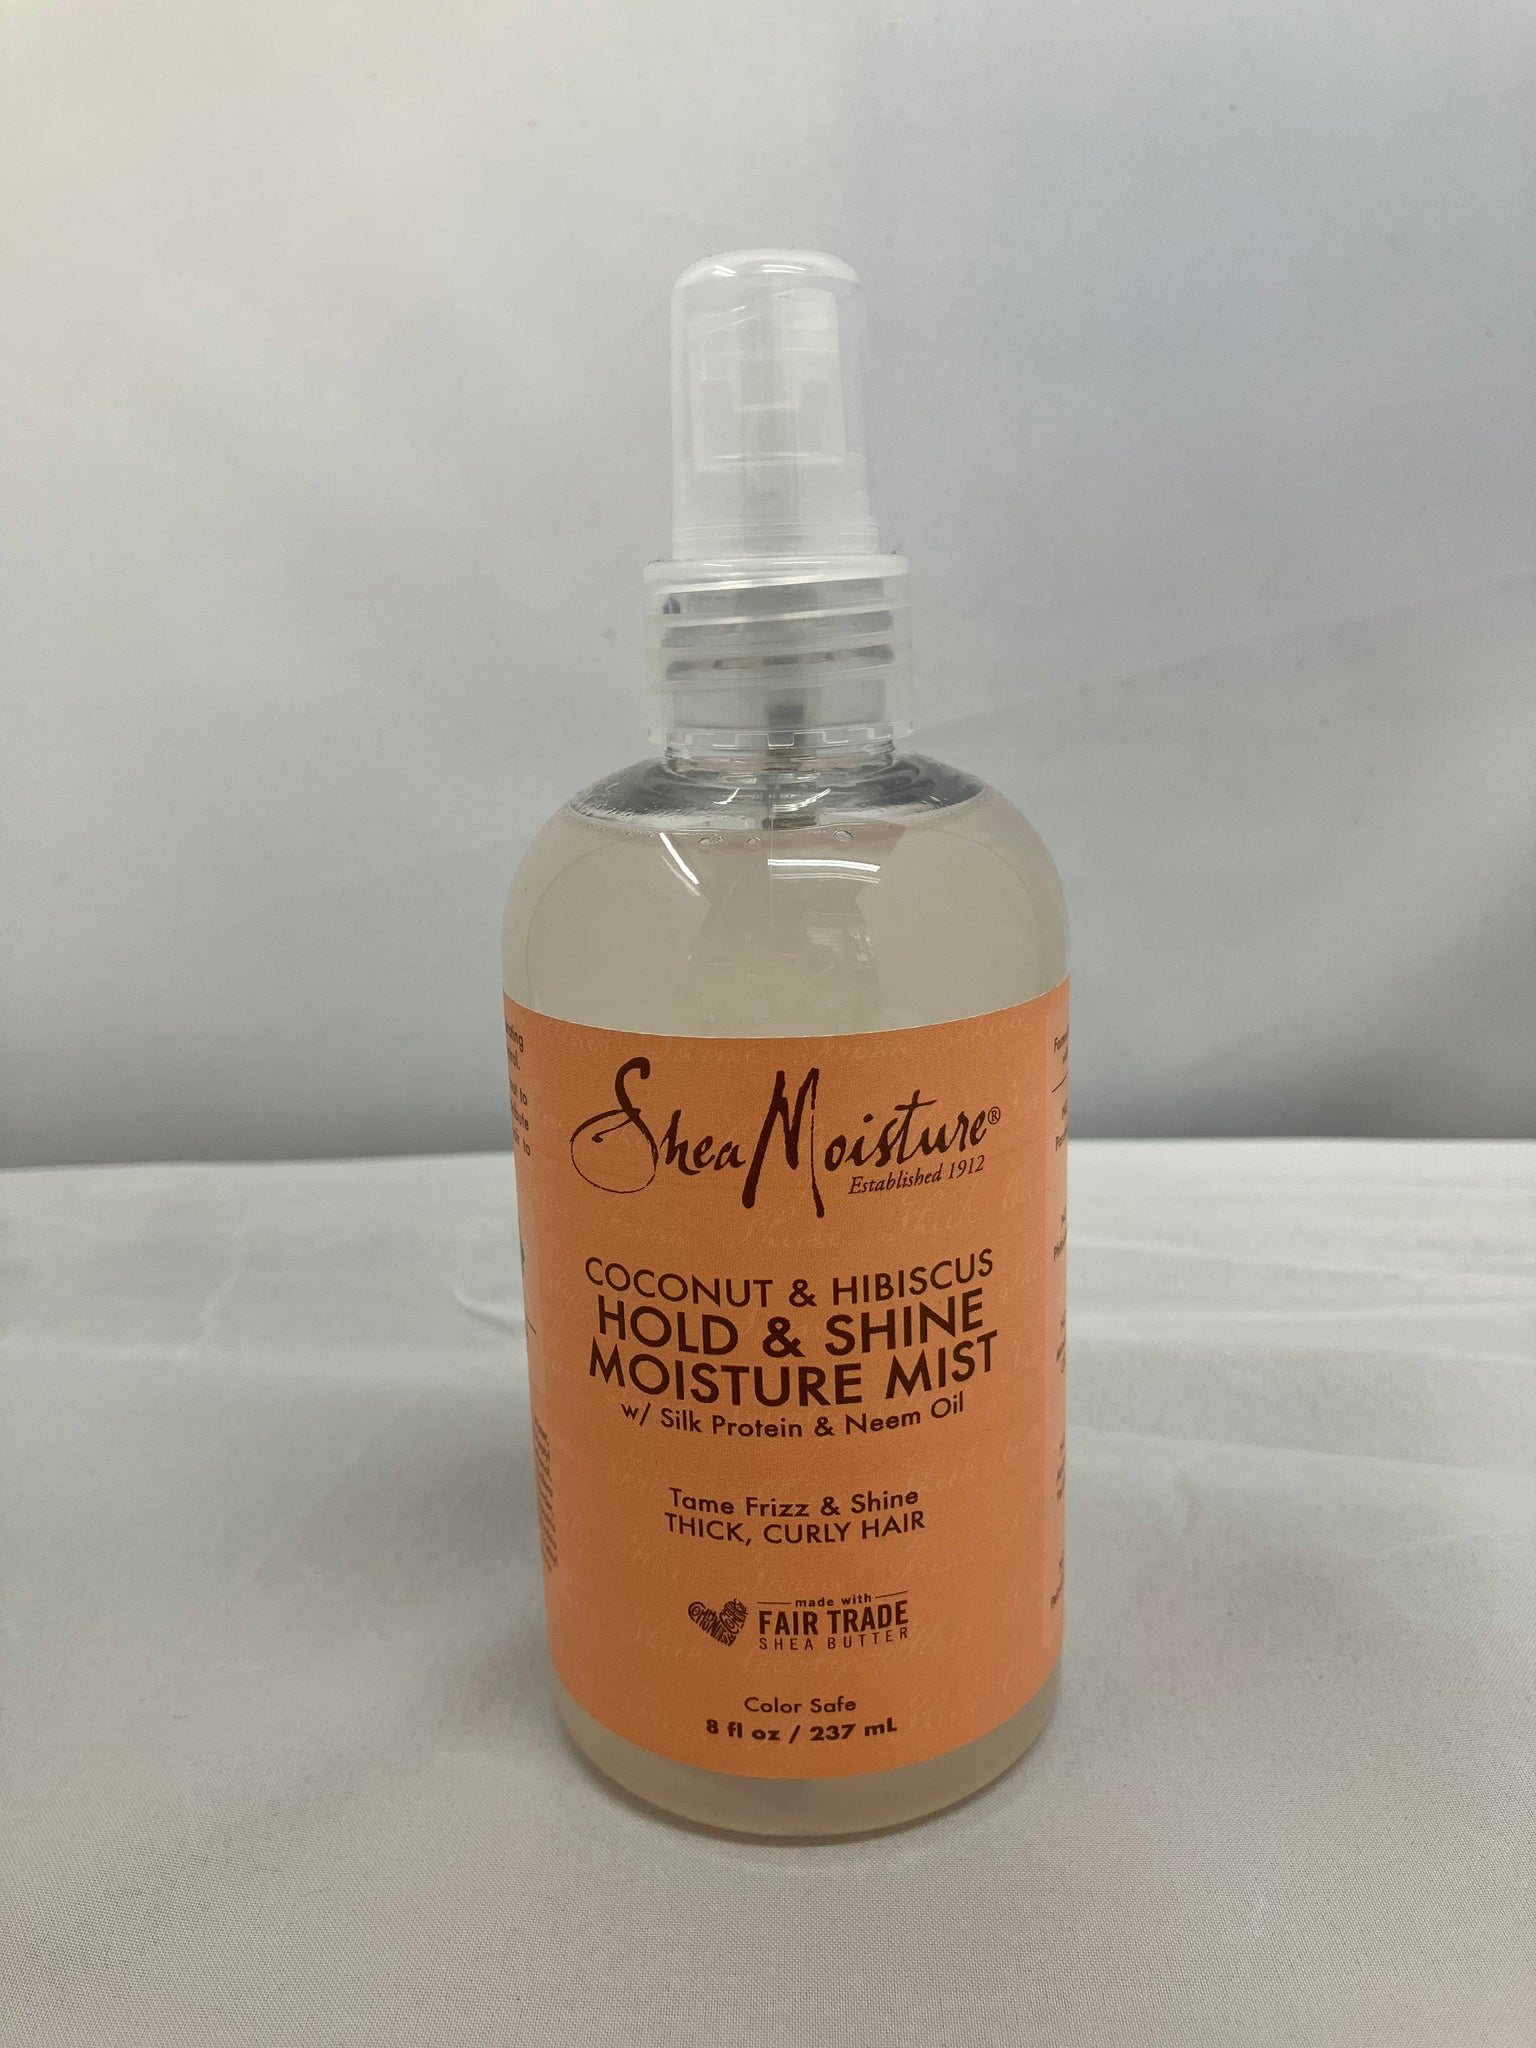 SheaMoisture®
Established 1912
COCONUT & HIBISCUS
HOLD & SHINE
MOISTURE MIST
w/ Silk Protein & Neem Oil
Tame Frizz & Shine
THICK, CURLY HAIR
made with
FAIR TRADE
SHEA BUTTER
Color Safe
8 fl oz / 237 mL